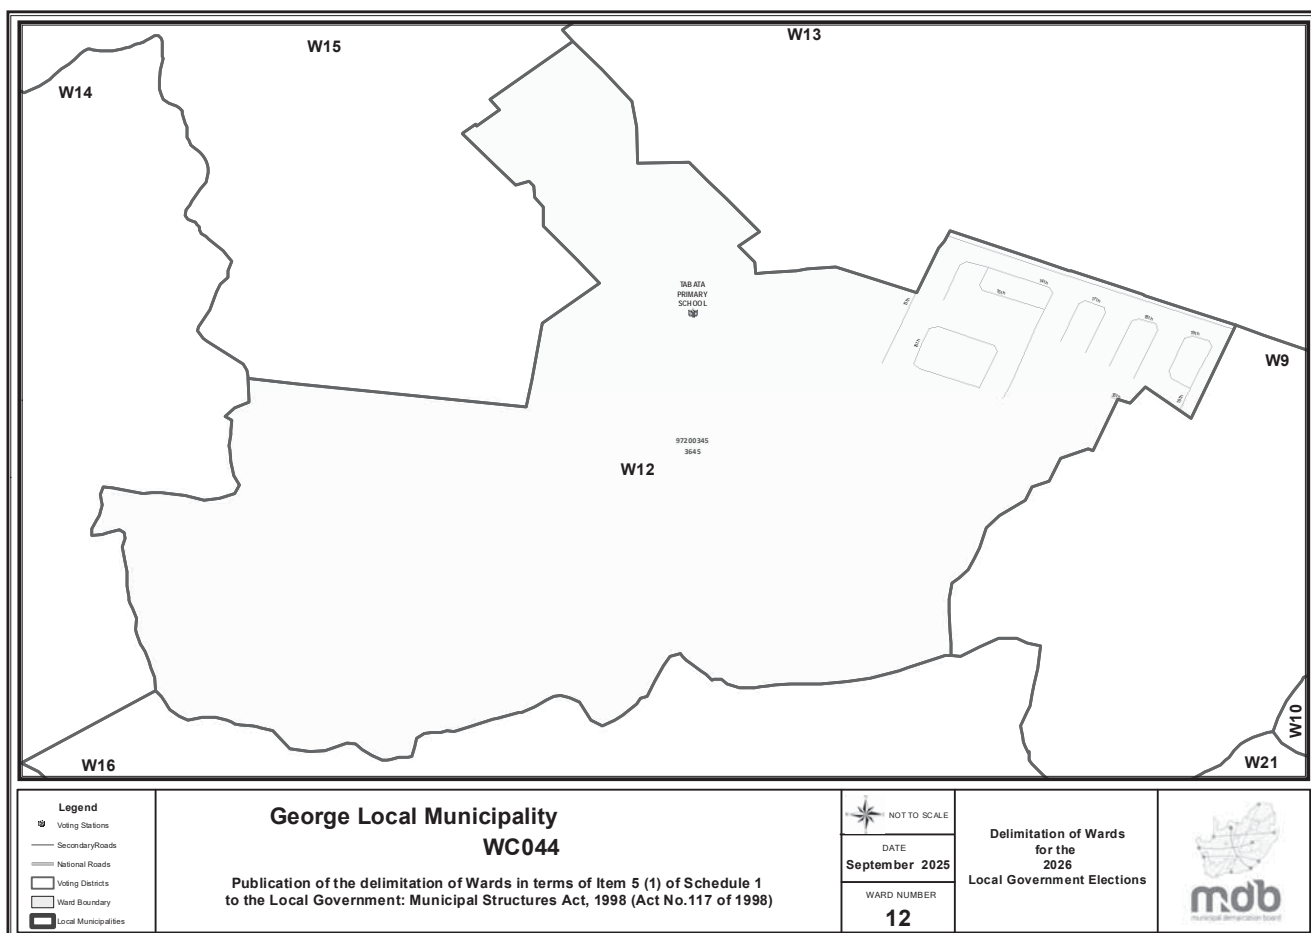 W15
W13
W14
TABATA
PRIMARY
SCHOOL
W9
97200345
3645
W12
W10
W16
W21
Legend
Voting Stations
SecondaryRoads
National Roads
Voting Districts
Ward Boundary
Local Municipalities
George Local Municipality
WC044
Publication of the delimitation of Wards in terms of Item 5 (1) of Schedule 1
to the Local Government: Municipal Structures Act, 1998 (Act No.117 of 1998)
NOT TO SCALE
DATE
September 2025
WARD NUMBER
12
Delimitation of Wards
for the
2026
Local Government Elections
mdb
municipal demarcation board